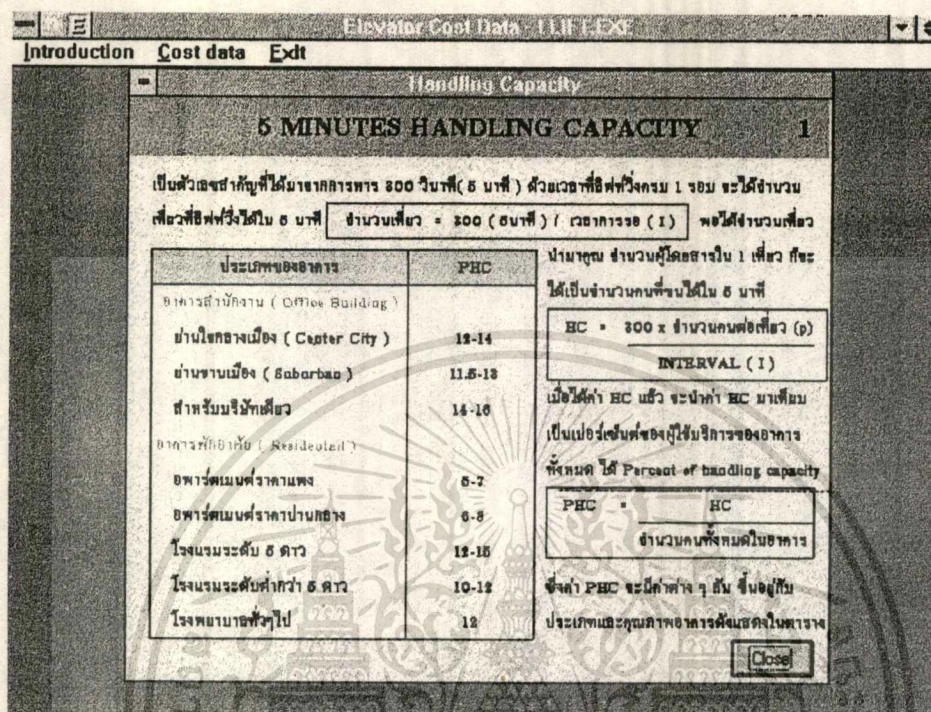 Elevator Cost Data - LLIFT.EXE
Introduction Cost data Exit
Handling Capacity
5 MINUTES HANDLING CAPACITY 1
เป็นตัวเลขสำคัญที่ได้มาจากการหาร 300 วินาที( 5 นาที ) ด้วยเวลาที่ลิฟท์วิ่งครบ 1 รอบ จะได้จำนวน
เที่ยวที่ลิฟท์วิ่งได้ใน 5 นาที จำนวนเที่ยว = 300 (5นาที) / เวลาการรอ ( I ) พอได้จำนวนเที่ยว
นำมาคูณ จำนวนผู้โดยสารใน 1 เที่ยว ก็จะ
ได้เป็นจำนวนคนที่ขนได้ใน 5 นาที
HC = 300 x จำนวนคนต่อเที่ยว (p)
INTERVAL ( I )
เมื่อได้ค่า HC แล้ว จะนำค่า HC มาเทียบ
เป็นเปอร์เซ็นต์ของผู้ใช้บริการของอาคาร
ทั้งหมด ได้ Percent of handling capacity
PHC = HC
จำนวนคนทั้งหมดในอาคาร
ซึ่งค่า PHC จะมีค่าต่าง ๆ กัน ขึ้นอยู่กับ
ประเภทและคุณภาพอาคารดังแสดงในตาราง
ประเภทของอาคาร PHC
อาคารสำนักงาน ( Office Building )
ย่านใจกลางเมือง ( Center City ) 12-14
ย่านชานเมือง ( Suburban ) 11.5-13
สำหรับบริษัทเดียว 14-16
อาคารพักอาศัย ( Residentail )
อพาร์ตเมนต์ราคาแพง 5-7
อพาร์ตเมนต์ราคาปานกลาง 6-8
โรงแรมระดับ 5 ดาว 12-15
โรงแรมระดับต่ำกว่า 5 ดาว 10-12
โรงพยาบาลทั่วๆไป 12
Close